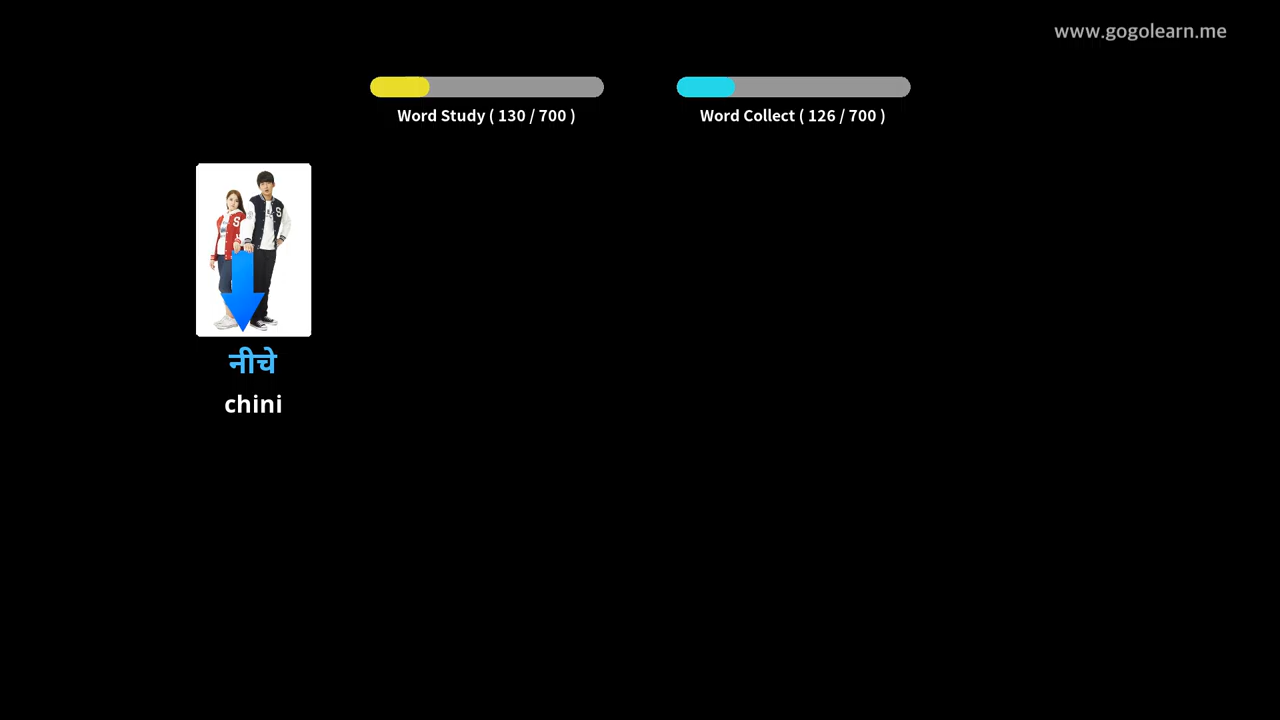 www.gogolearn.me
Word Study ( 130 / 700 )
Word Collect ( 126 / 700 )
S
S
नीचे
chini